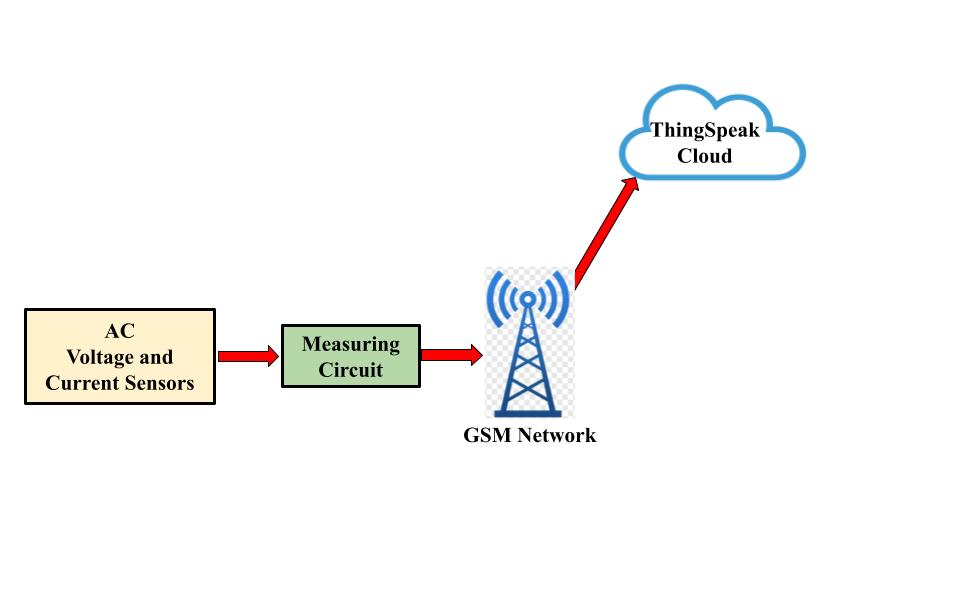 ThingSpeak
Cloud
AC
Voltage and
Current Sensors
Measuring
Circuit
GSM Network